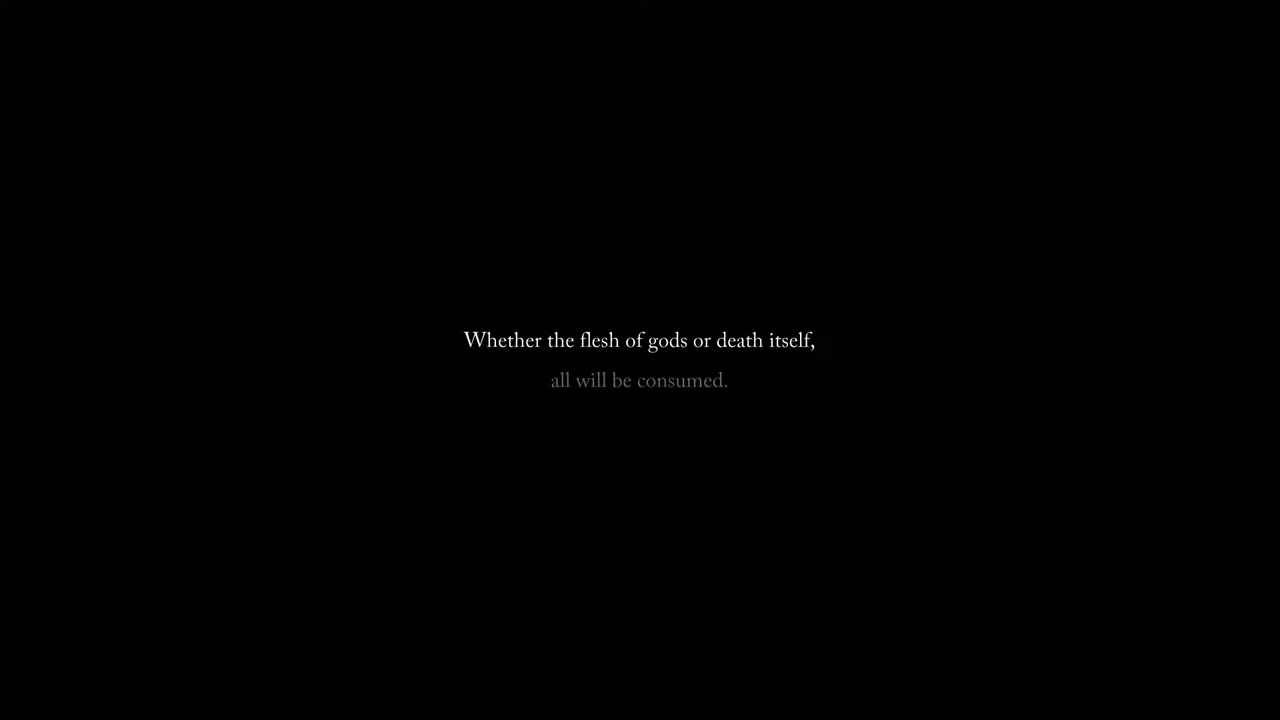 Whether the flesh of gods or death itself,
all will be consumed.